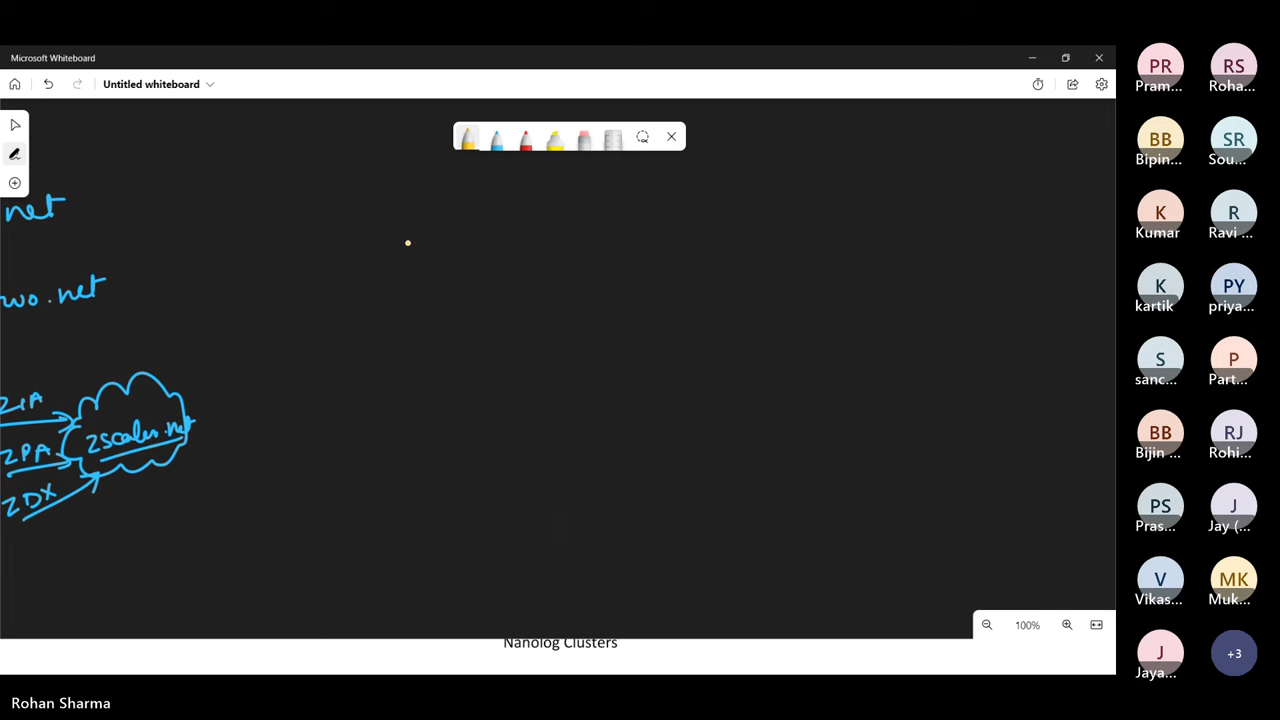 Microsoft Whiteboard
Untitled whiteboard
net
wo.net
ZIA
ZPA
ZDX
zscaler.net
100%
Nanolog Clusters
PR
Pram...
RS
Roha...
BB
Bipin...
SR
Sou...
K
Kumar
R
Ravi ...
K
kartik
PY
priya...
S
sanc...
P
Part...
BB
Bijin ...
RJ
Rohi...
PS
Pras...
J
Jay (...
V
Vikas...
MK
Muk...
J
Jaya...
+3
Rohan Sharma